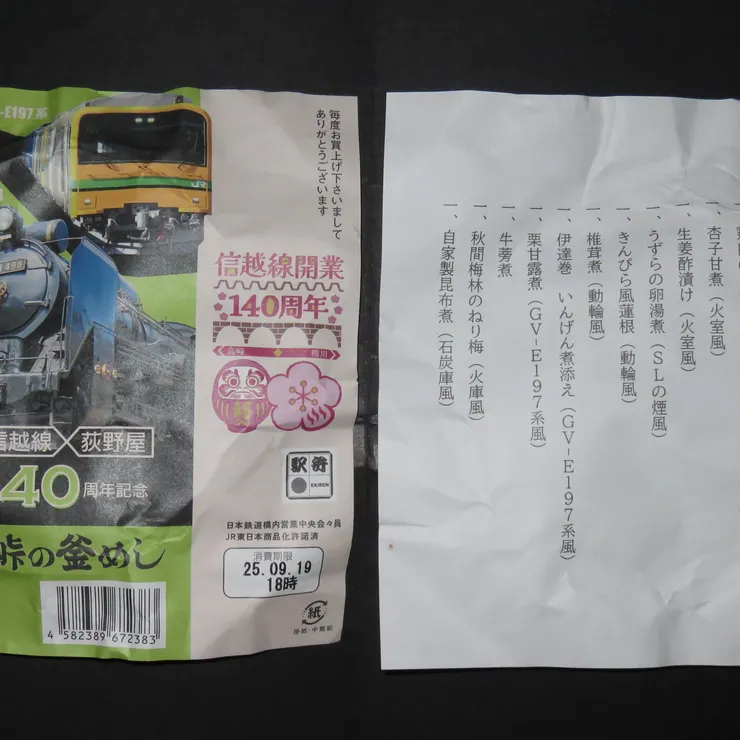 -E197系
毎度お買上げ下さいまして
ありがとうございます
信越線開業
140周年
高崎
横川
信越線×荻野屋
40周年記念
峠の釜めし
駅弁
EKIBEN
日本鉄道構内営業中央会々員
JR東日本商品化許諾済
消費期限
25.09.19
18時
紙
掛紙・中敷紙
4 582389 672383
一、杏子甘煮(火室風)
一、生姜酢漬け(火室風)
一、うずらの卵湯煮(SLの煙風)
一、きんぴら風蓮根(動輪風)
一、椎茸煮(動輪風)
一、伊達巻 いんげん煮添え(GV-E197系風)
一、栗甘露煮(GV-E197系風)
一、牛蒡煮
一、秋間梅林のねり梅(火庫風)
一、自家製昆布煮(石炭庫風)